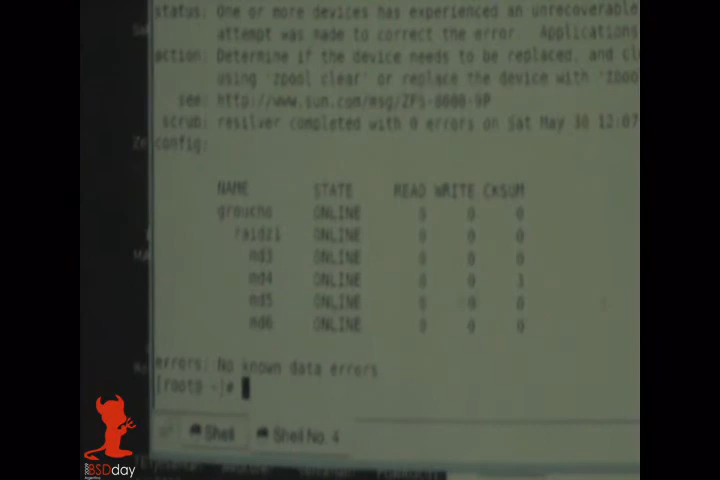 status: One or more devices has experienced an unrecoverable
attempt was made to correct the error. Applications
action: Determine if the device needs to be replaced, and cl
using 'zpool clear' or replace the device with 'zpoo
see: http://www.sun.com/msg/ZFS-8000-9P
scrub: resilver completed with 0 errors on Sat May 30 12:07
config:
NAME STATE READ WRITE CKSUM
groucho ONLINE 0 0 0
raidz1 ONLINE 0 0 0
md3 ONLINE 0 0 0
md4 ONLINE 0 0 3
md5 ONLINE 0 0 0
md6 ONLINE 0 0 0
errors: No known data errors
[root@ ~]#
Shell
Shell No. 4
BSDday